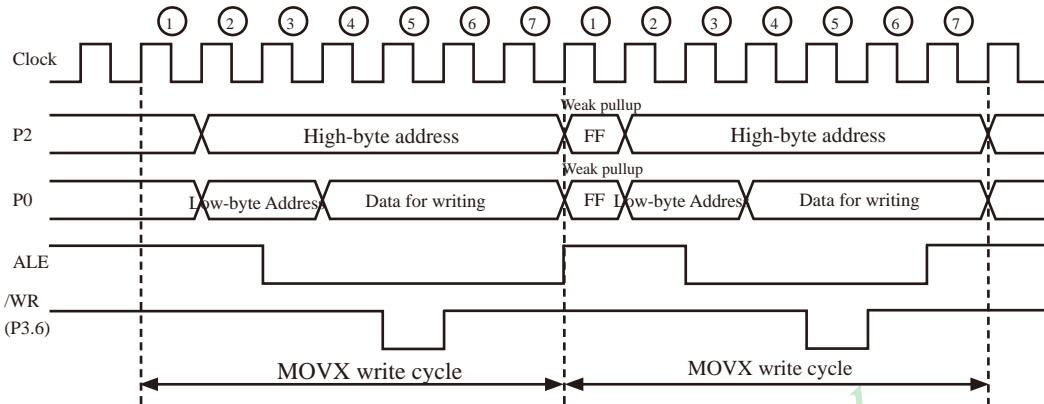 1 2 3 4 5 6 7 1 2 3 4 5 6 7
Clock
Weak pullup
P2 High-byte address FF High-byte address
Weak pullup
P0 Low-byte Address Data for writing FF Low-byte Address Data for writing
ALE
/WR
(P3.6)
MOVX write cycle MOVX write cycle